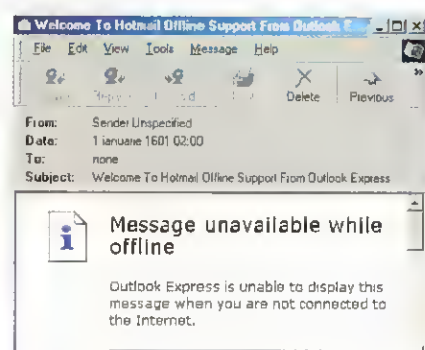 Welcome To Hotmail Offline Support From Outlook E
File Edit View Tools Message Help
Delete Previous
From: Sender Unspecified
Date: 1 ianuarie 1601 02:00
To: none
Subject: Welcome To Hotmail Offline Support From Outlook Express
Message unavailable while
offline
Outlook Express is unable to display this
message when you are not connected to
the Internet.